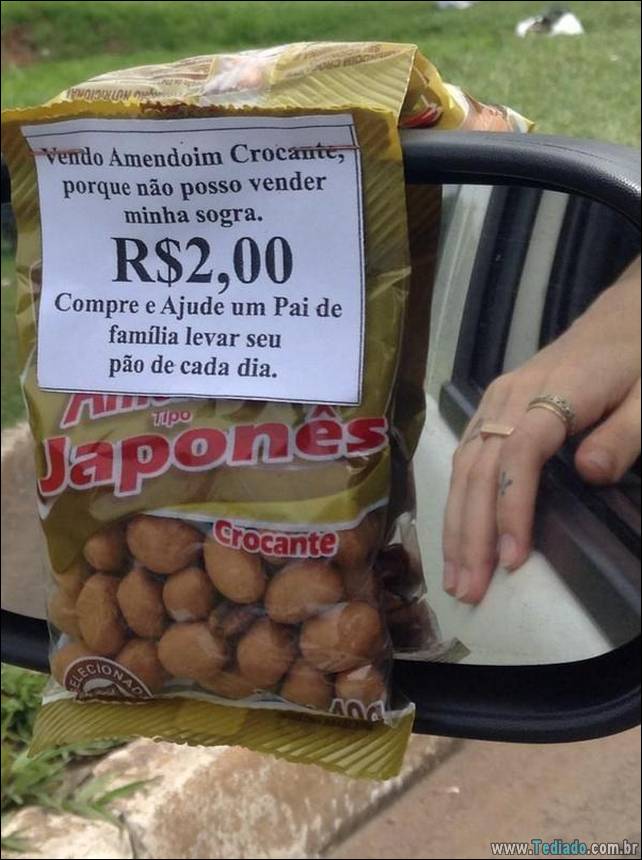 Vendo Amendoim Crocante,
porque não posso vender
minha sogra.
R$2,00
Compre e Ajude um Pai de
família levar seu
pão de cada dia.
TIPO
Japonês
Crocante
www.Tediado.com.br